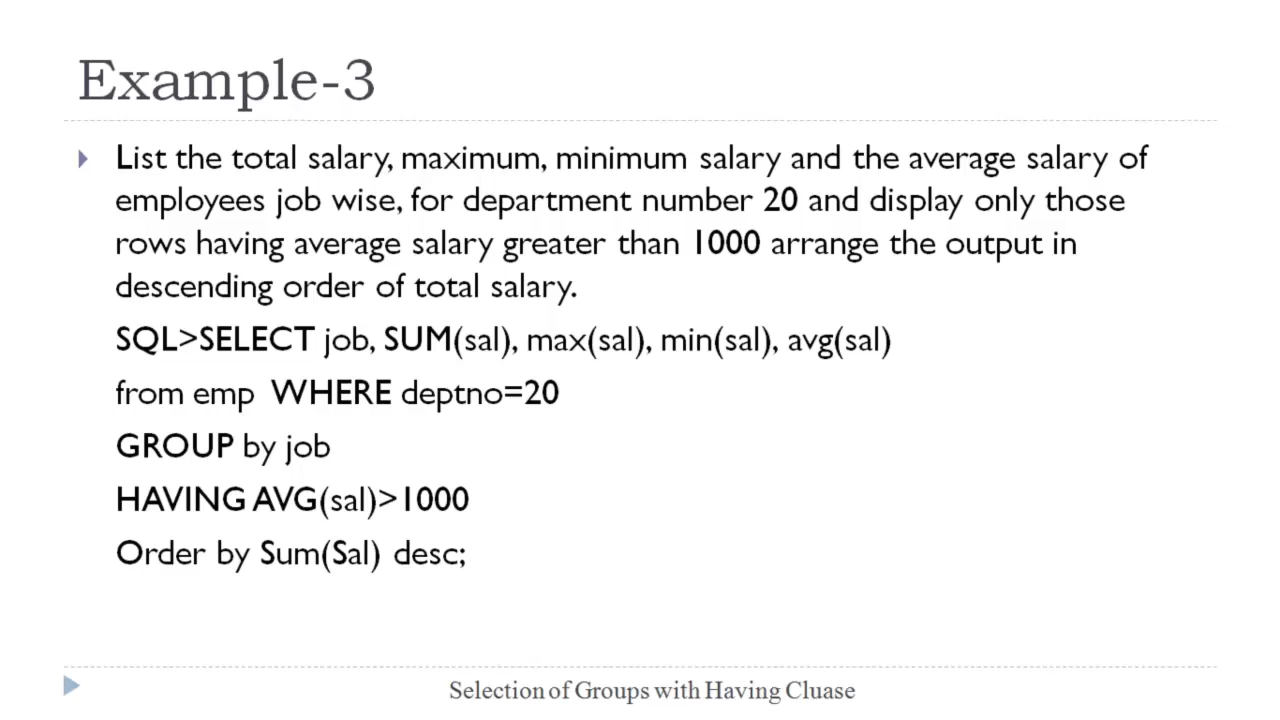 Example-3
List the total salary, maximum, minimum salary and the average salary of
employees job wise, for department number 20 and display only those
rows having average salary greater than 1000 arrange the output in
descending order of total salary.
SQL>SELECT job, SUM(sal), max(sal), min(sal), avg(sal)
from emp WHERE deptno=20
GROUP by job
HAVING AVG(sal)>1000
Order by Sum(Sal) desc;
Selection of Groups with Having Cluase